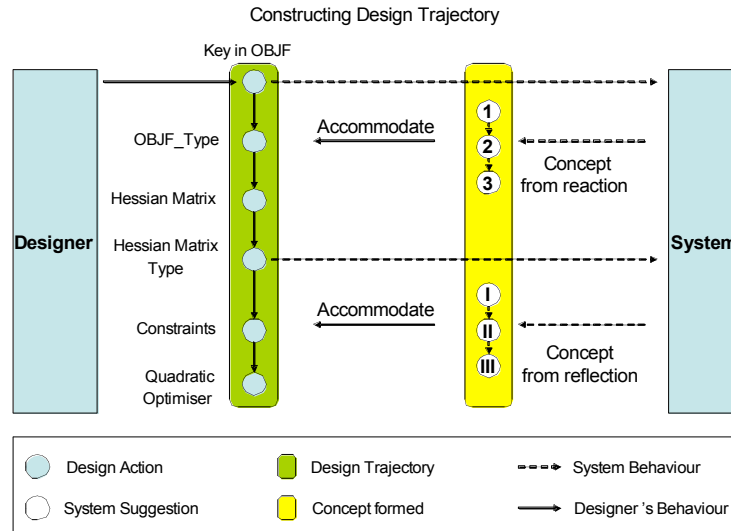 Constructing Design Trajectory
Key in OBJF
1
Accommodate
OBJF_Type
2
Concept
from reaction
3
Hessian Matrix
Designer
Hessian Matrix
Type
System
I
Accommodate
Constraints
II
Concept
from reflection
III
Quadratic
Optimiser
Design Action
Design Trajectory
System Behaviour
System Suggestion
Concept formed
Designer 's Behaviour